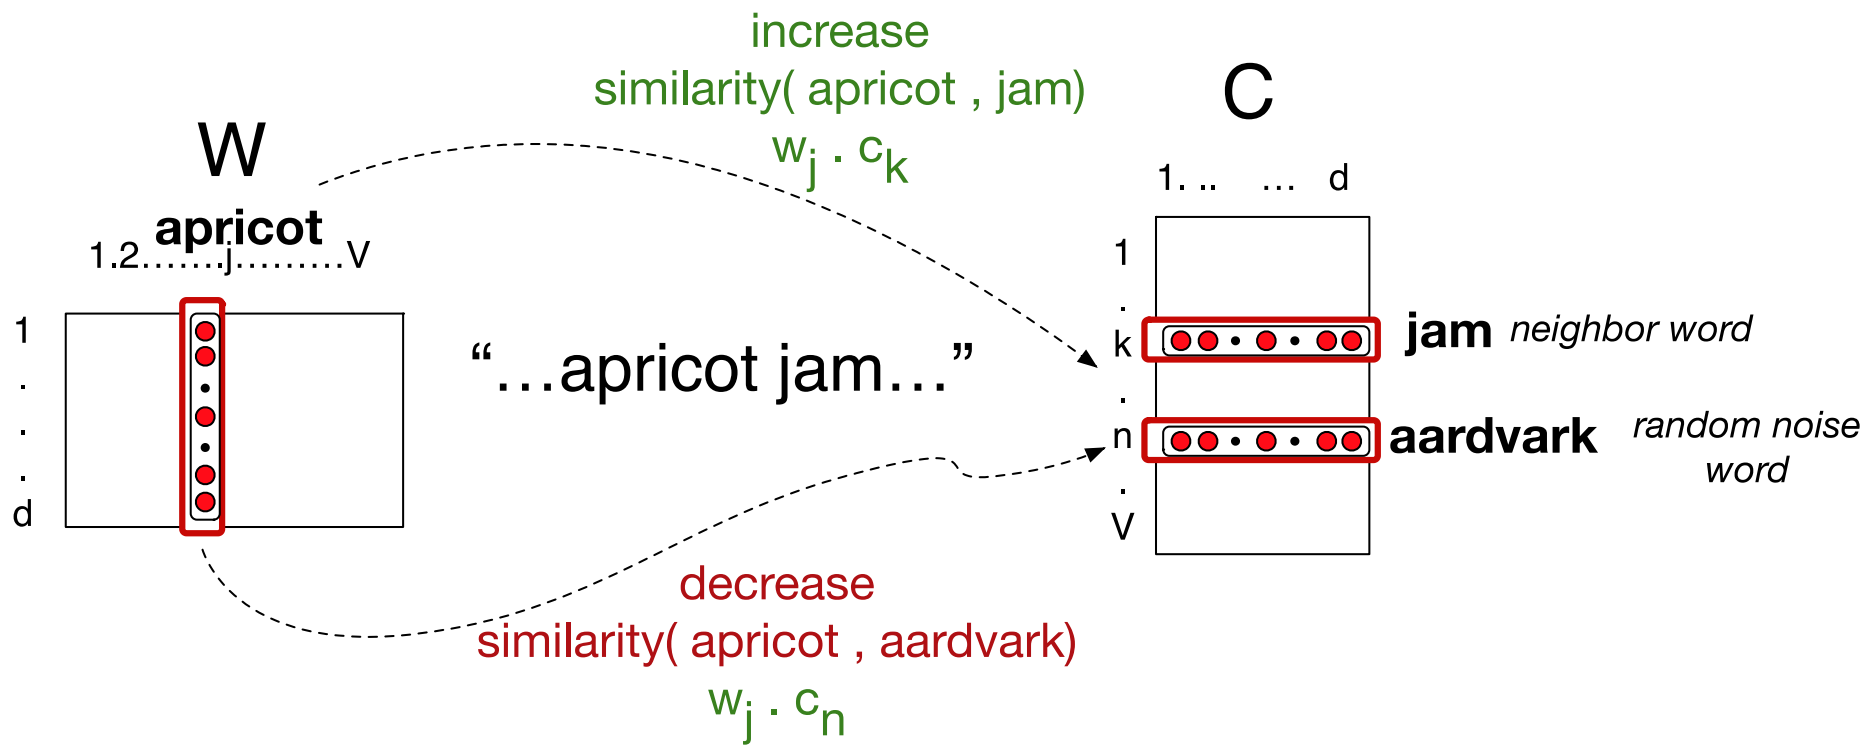 increase
similarity( apricot , jam)
wj . ck
W
apricot
1.2.......j.........V
1
.
.
.
d
“...apricot jam...”
C
1. .. ... d
1
.
k
.
n
.
V
jam neighbor word
aardvark random noise
word
decrease
similarity( apricot , aardvark)
wj . cn